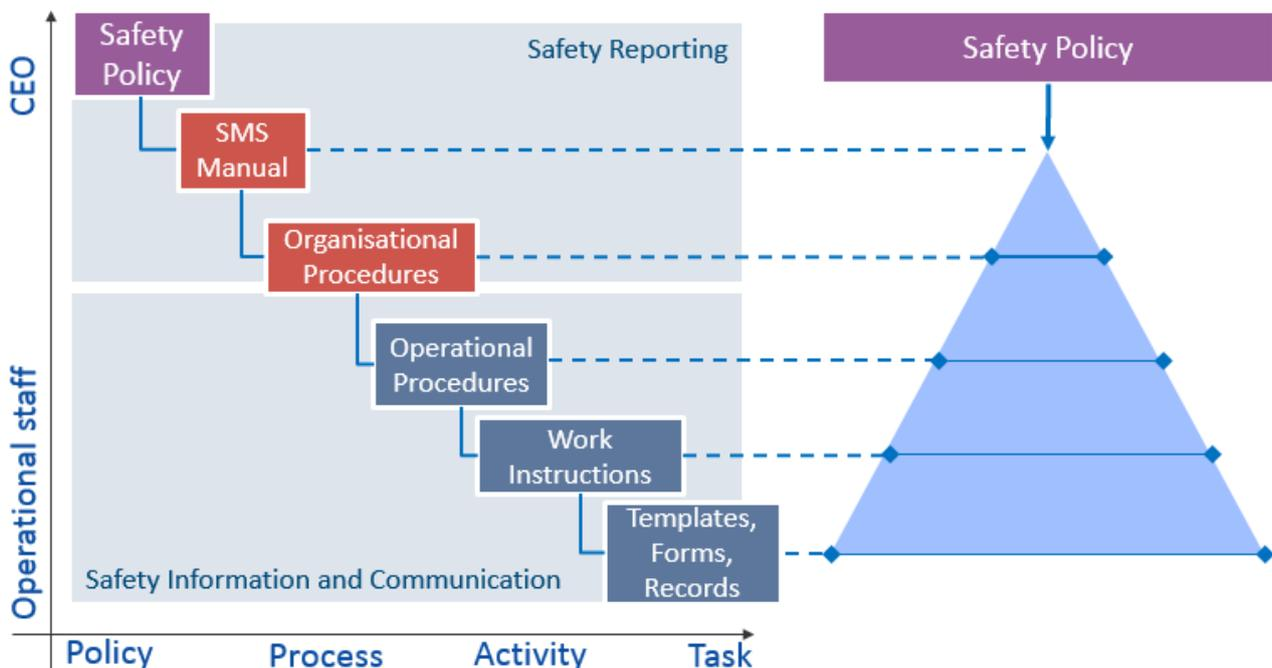 CEO
Operational staff
Safety
Policy
Safety Reporting
Safety Policy
SMS
Manual
Organisational
Procedures
Operational
Procedures
Work
Instructions
Templates,
Forms,
Records
Safety Information and Communication
Policy
Process
Activity
Task